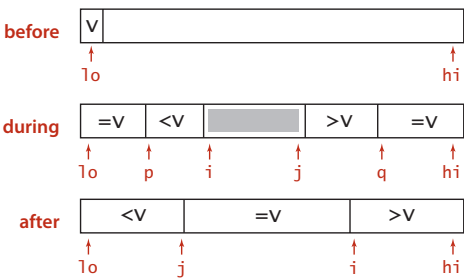 before v
lo hi
during =v <v >v =v
lo p i j q hi
after <v =v >v
lo j i hi